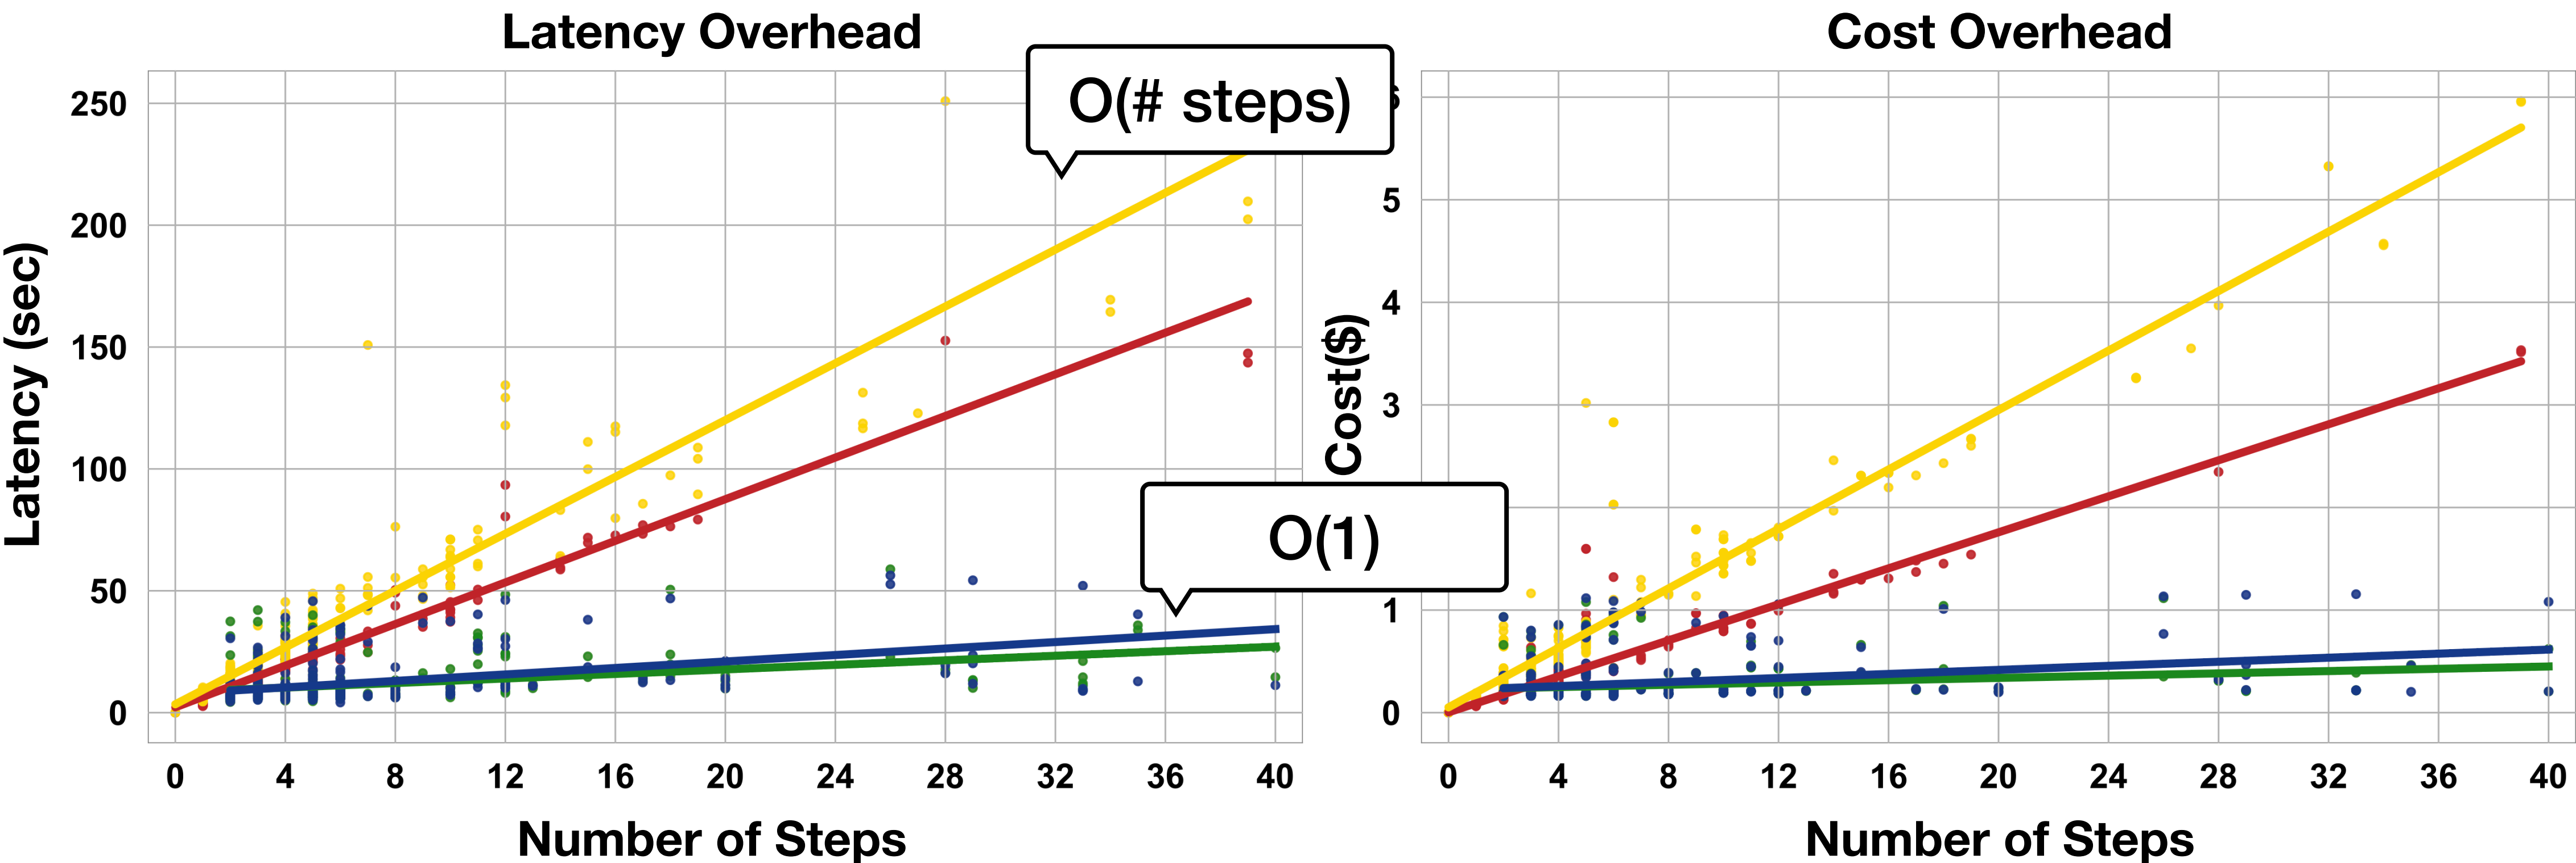 Latency Overhead
Cost Overhead
O(# steps)
O(1)
Latency (sec)
250
200
150
100
50
0
0 4 8 12 16 20 24 28 32 36 40
Number of Steps
Cost($)
5
4
3
1
0
0 4 8 12 16 20 24 28 32 36 40
Number of Steps